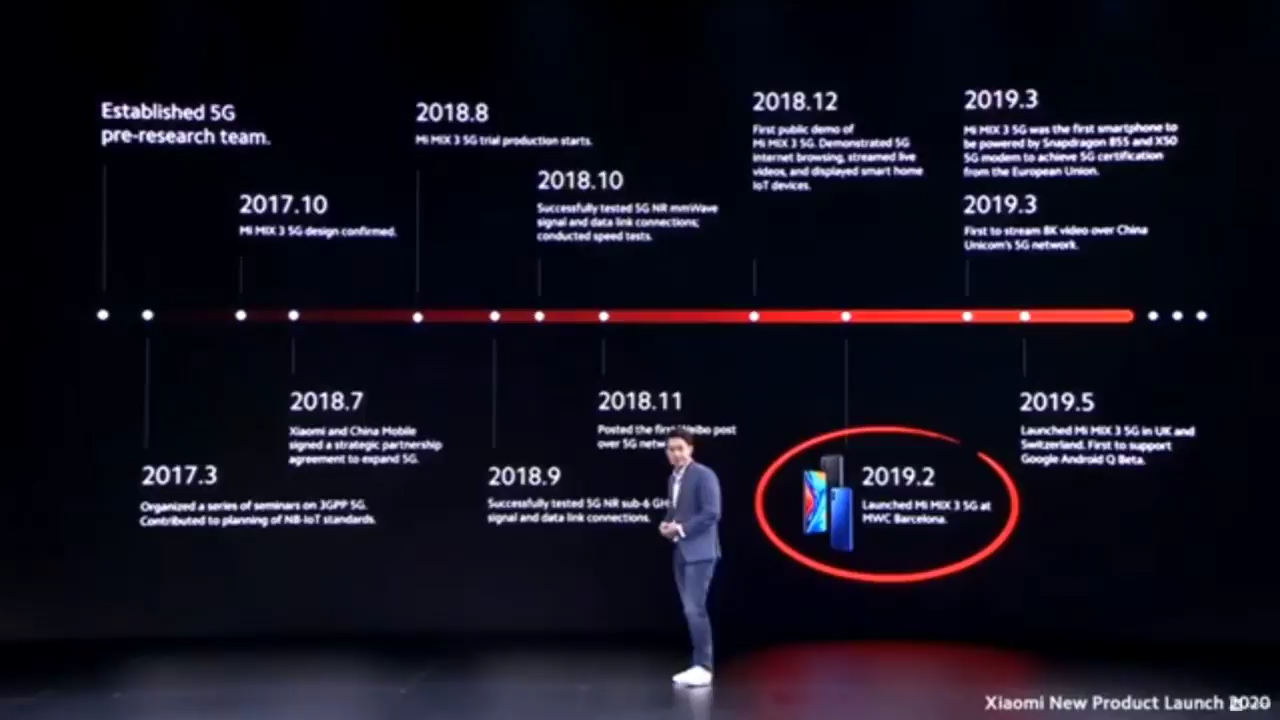 Established 5G
pre-research team.
2017.10
Mi MIX 3 5G design confirmed.
2018.8
Mi MIX 3 5G trial production starts.
2018.10
Successfully tested 5G NR mmWave
signal and data link connections;
conducted speed tests.
2018.12
First public demo of
Mi MIX 3 5G. Demonstrated 5G
internet browsing, streamed live
videos, and displayed smart home
IoT devices.
2019.3
Mi MIX 3 5G was the first smartphone to
be powered by Snapdragon 855 and X50
5G modem to achieve 5G certification
from the European Union.
2019.3
First to stream 8K video over China
Unicom's 5G network.
2017.3
Organized a series of seminars on 3GPP 5G.
Contributed to planning of NB-IoT standards.
2018.7
Xiaomi and China Mobile
signed a strategic partnership
agreement to expand 5G.
2018.9
Successfully tested 5G NR sub-6
signal and data link connections.
2018.11
Posted the first Weibo post
over 5G
2019.2
Launched Mi MIX 3 5G at
MWC Barcelona.
2019.5
Launched Mi MIX 3 5G in UK and
Switzerland. First to support
Google Android Q Beta.
Xiaomi New Product Launch 2020